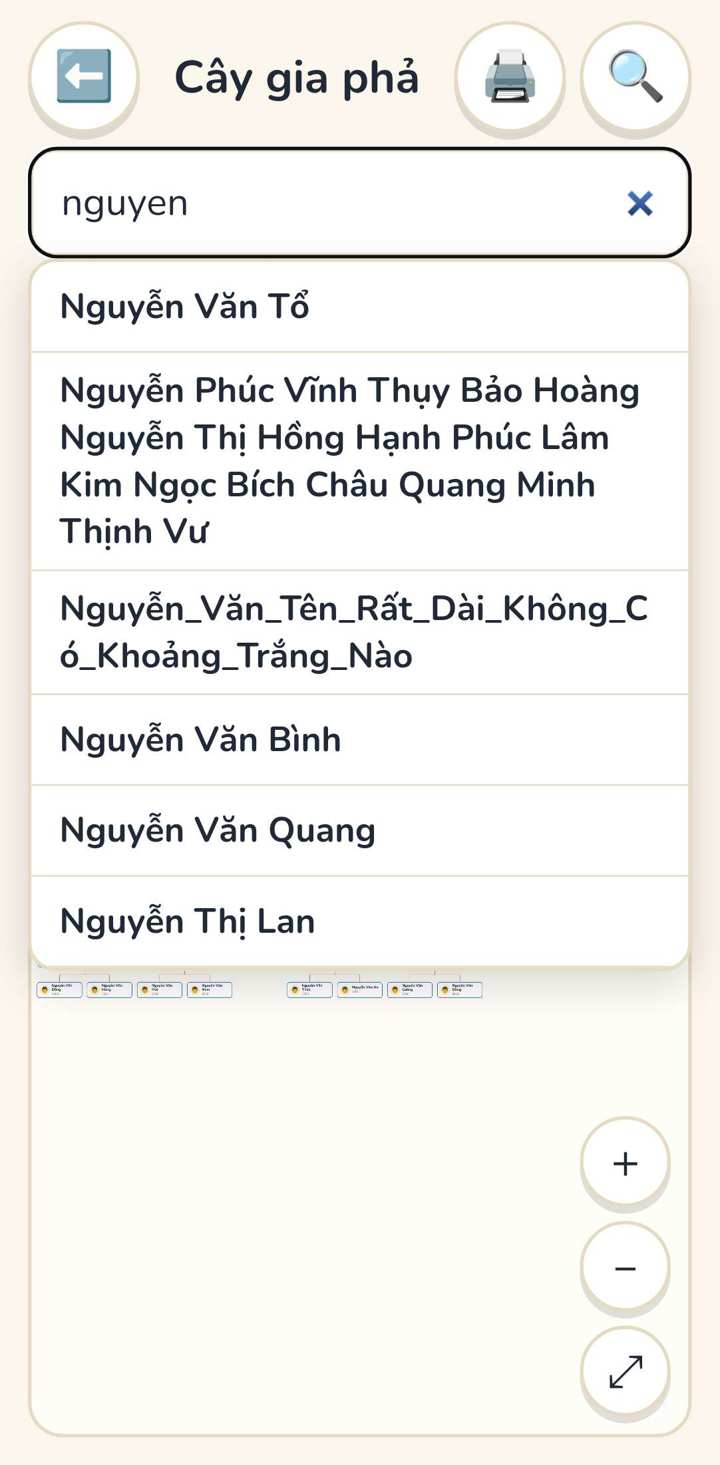 Cây gia phả
nguyen
Nguyễn Văn Tổ
Nguyễn Phúc Vĩnh Thụy Bảo Hoàng
Nguyễn Thị Hồng Hạnh Phúc Lâm
Kim Ngọc Bích Châu Quang Minh
Thịnh Vư
Nguyễn_Văn_Tên_Rất_Dài_Không_C
ó_Khoảng_Trắng_Nào
Nguyễn Văn Bình
Nguyễn Văn Quang
Nguyễn Thị Lan